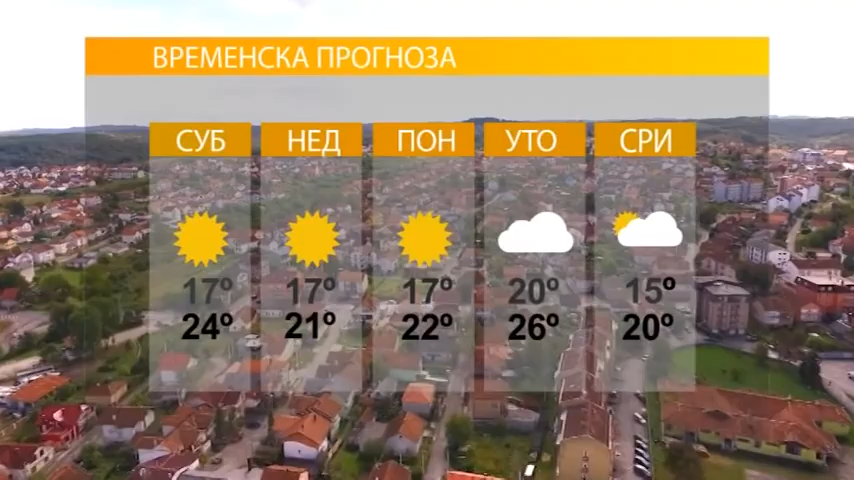 ВРЕМЕНСКА ПРОГНОЗА
СУБ НЕД ПОН УТО СРИ
17º 17º 17º 20º 15º
24º 21º 22º 26º 20º